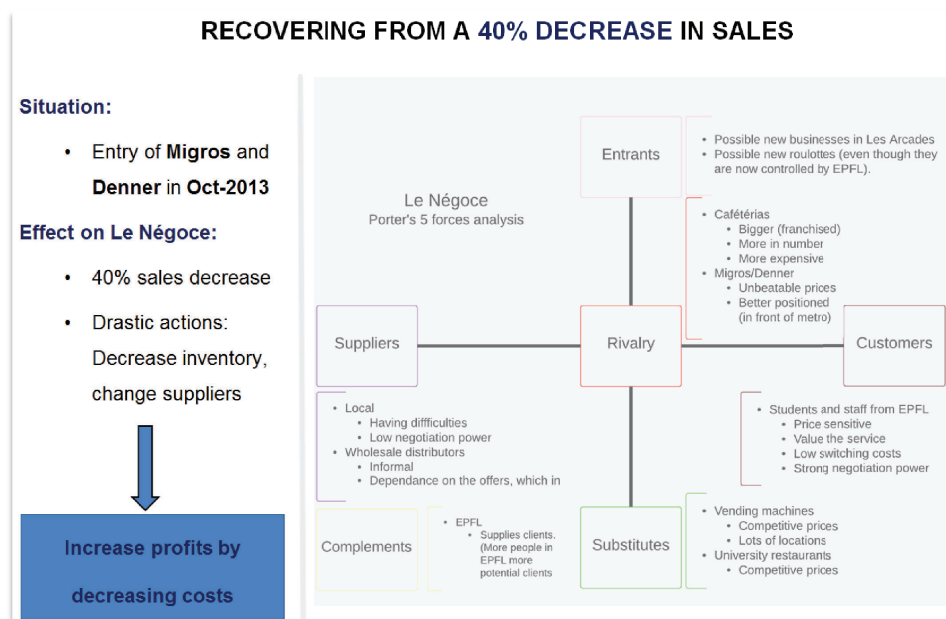 RECOVERING FROM A 40% DECREASE IN SALES
Situation:
• Entry of Migros and
Denner in Oct-2013
Effect on Le Négoce:
• 40% sales decrease
• Drastic actions:
Decrease inventory,
change suppliers
Increase profits by
decreasing costs
Le Négoce
Porter's 5 forces analysis
Entrants
• Possible new businesses in Les Arcades
• Possible new roulottes (even though they
are now controlled by EPFL).
• Cafétérias
• Bigger (franchised)
• More in number
• More expensive
• Migros/Denner
• Unbeatable prices
• Better positioned
(in front of metro)
Suppliers
Rivalry
Customers
• Local
• Having diffficulties
• Low negotiation power
• Wholesale distributors
• Informal
• Dependance on the offers, which in
• Students and staff from EPFL
• Price sensitive
• Value the service
• Low switching costs
• Strong negotiation power
Complements
• EPFL
• Supplies clients.
(More people in
EPFL more
potential clients
Substitutes
• Vending machines
• Competitive prices
• Lots of locations
• University restaurants
• Competitive prices